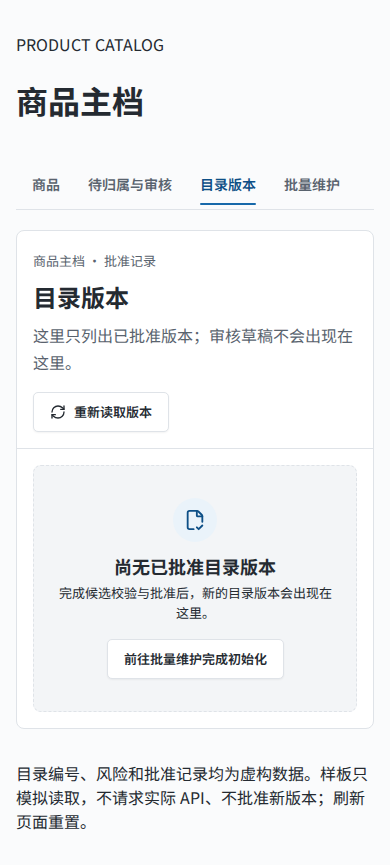 PRODUCT CATALOG
商品主档
商品 待归属与审核 目录版本 批量维护
商品主档 • 批准记录
目录版本
这里只列出已批准版本；审核草稿不会出现在
这里。
重新读取版本
尚无已批准目录版本
完成候选校验与批准后，新的目录版本会出现在
这里。
前往批量维护完成初始化
目录编号、风险和批准记录均为虚构数据。样板只
模拟读取，不请求实际 API、不批准新版本；刷新
页面重置。